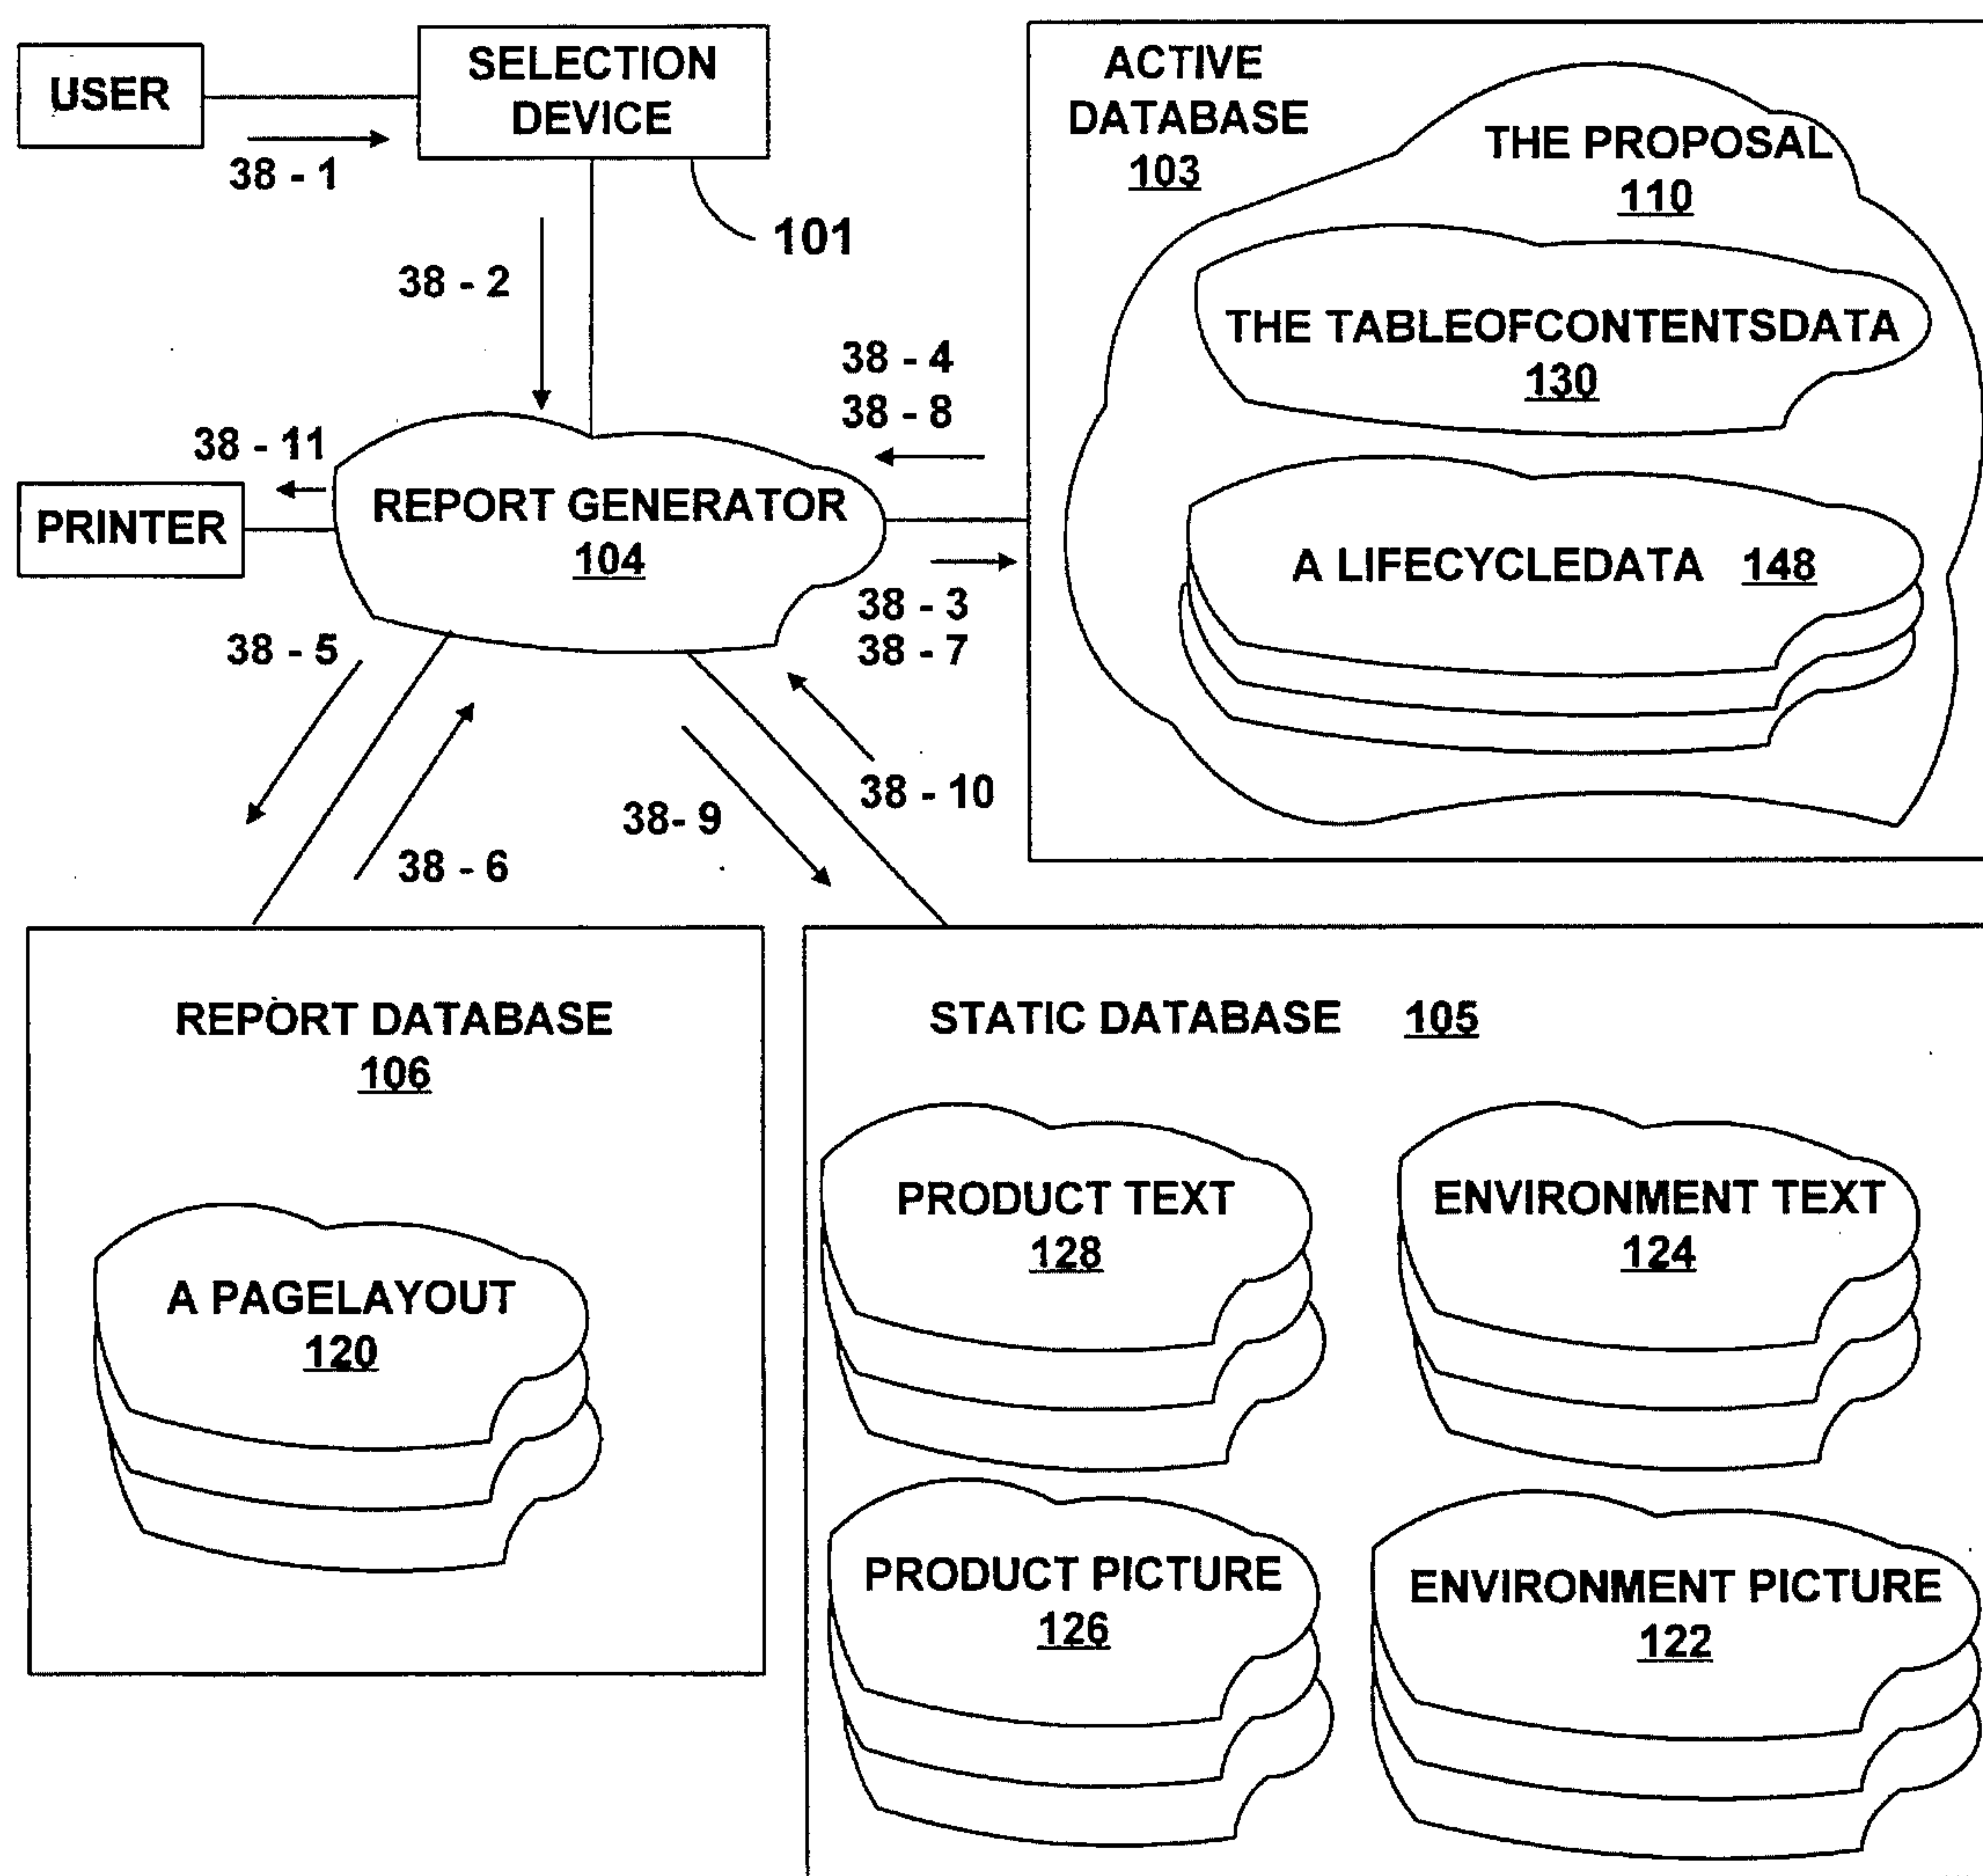 USER
SELECTION
DEVICE
38 - 1
101
38 - 2
ACTIVE
DATABASE
103
THE PROPOSAL
110
THE TABLEOFCONTENTSDATA
130
A LIFECYCLEDATA 148
38 - 4
38 - 8
38 - 11
PRINTER
REPORT GENERATOR
104
38 - 3
38 - 7
38 - 5
38 - 6
38- 9
38 - 10
REPORT DATABASE
106
A PAGELAYOUT
120
STATIC DATABASE 105
PRODUCT TEXT
128
ENVIRONMENT TEXT
124
PRODUCT PICTURE
126
ENVIRONMENT PICTURE
122